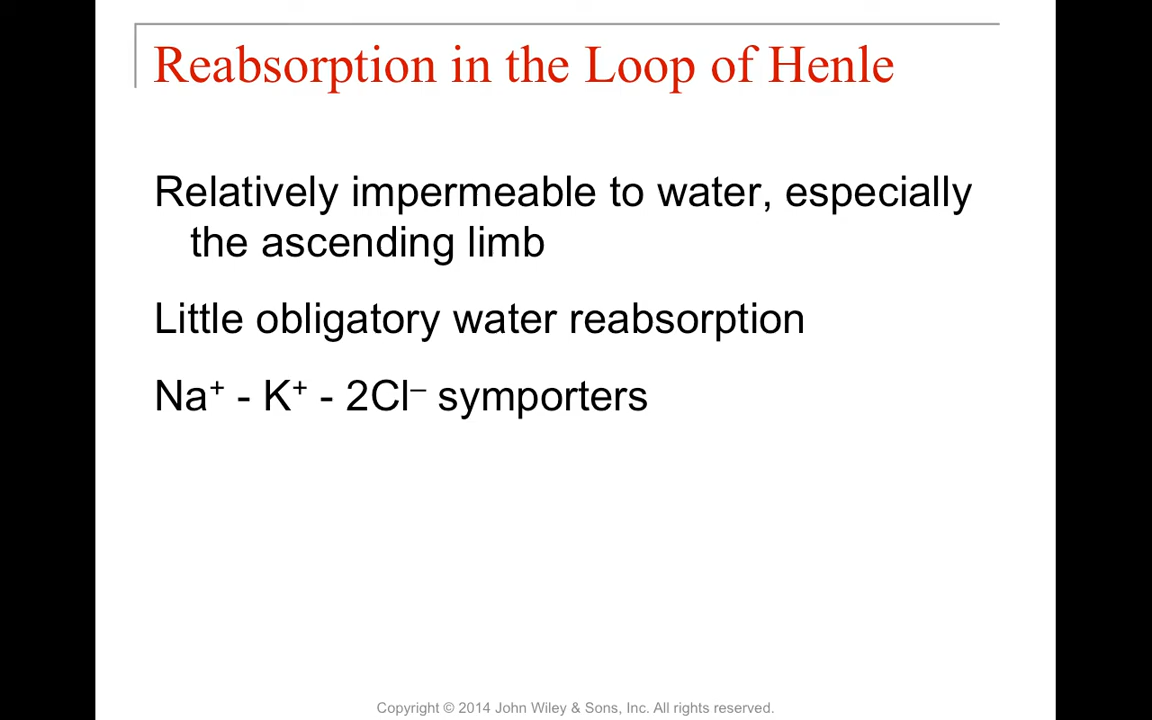 Reabsorption in the Loop of Henle
Relatively impermeable to water, especially
the ascending limb
Little obligatory water reabsorption
Na⁺ - K⁺ - 2Cl⁻ symporters
Copyright © 2014 John Wiley & Sons, Inc. All rights reserved.